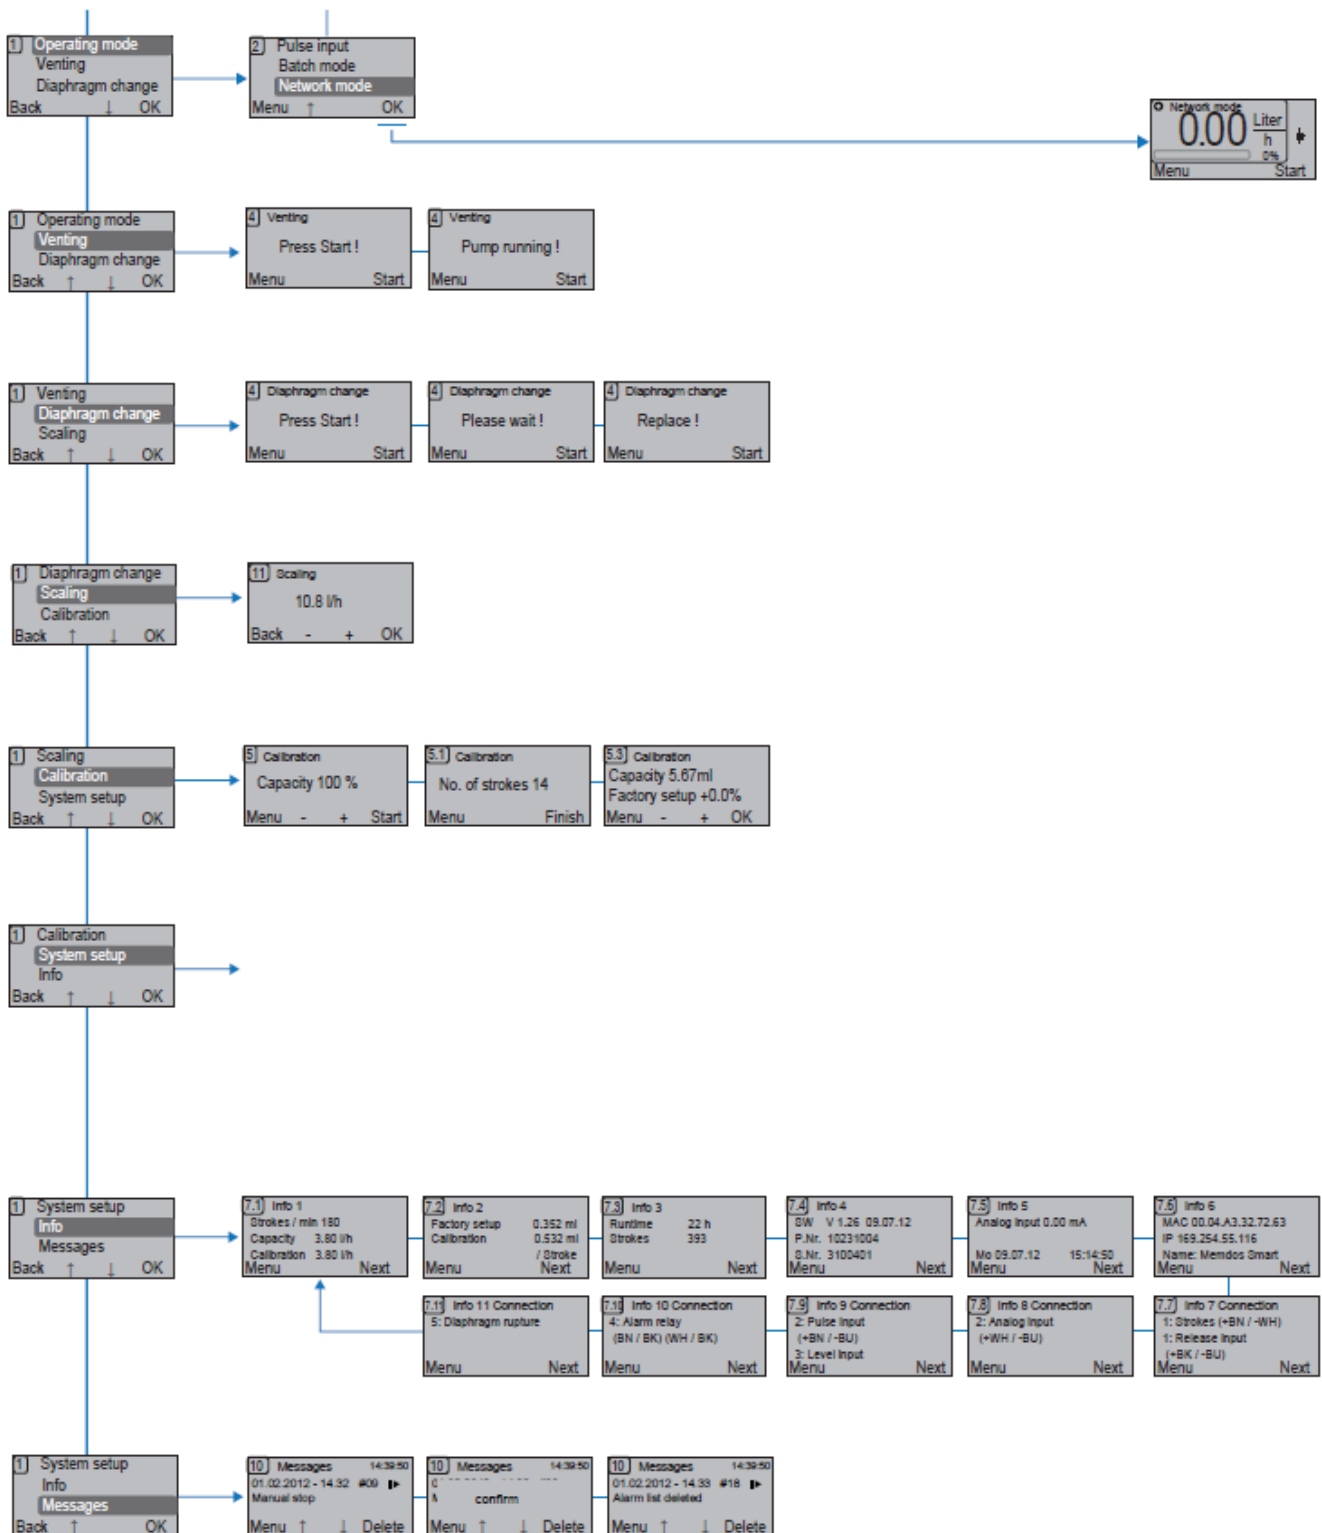 1 Operating mode
Venting
Diaphragm change
Back ↓ OK
2 Pulse input
Batch mode
Network mode
Menu ↑ OK
Network mode
0.00 Liter
h
0%
Menu Start
1 Operating mode
Venting
Diaphragm change
Back ↑ ↓ OK
4 Venting
Press Start !
Menu Start
4 Venting
Pump running !
Menu Start
1 Venting
Diaphragm change
Scaling
Back ↑ ↓ OK
4 Diaphragm change
Press Start !
Menu Start
4 Diaphragm change
Please wait !
Menu Start
4 Diaphragm change
Replace !
Menu Start
1 Diaphragm change
Scaling
Calibration
Back ↑ ↓ OK
11 Scaling
10.8 l/h
Back - + OK
1 Scaling
Calibration
System setup
Back ↑ ↓ OK
5 Calibration
Capacity 100 %
Menu - + Start
5.1 Calibration
No. of strokes 14
Menu Finish
5.3 Calibration
Capacity 5.67ml
Factory setup +0.0%
Menu - + OK
1 Calibration
System setup
Info
Back ↑ ↓ OK
1 System setup
Info
Messages
Back ↑ ↓ OK
7.1 Info 1
Strokes / min 180
Capacity 3.80 l/h
Calibration 3.80 l/h
Menu Next
7.2 Info 2
Factory setup 0.352 ml
Calibration 0.532 ml
/ Stroke
Menu Next
7.3 Info 3
Runtime 22 h
Strokes 393
Menu Next
7.4 Info 4
SW V 1.26 09.07.12
P.Nr. 10231004
S.Nr. 3100401
Menu Next
7.5 Info 5
Analog Input 0.00 mA
Mo 09.07.12 15:14:50
Menu Next
7.6 Info 6
MAC 00.04.A3.32.72.63
IP 169.254.55.116
Name: Memdos Smart
Menu Next
7.11 Info 11 Connection
5: Diaphragm rupture
Menu Next
7.10 Info 10 Connection
4: Alarm relay
(BN / BK) (WH / BK)
Menu Next
7.9 Info 9 Connection
2: Pulse Input
(+BN / -BU)
3: Level Input
Menu Next
7.8 Info 8 Connection
2: Analog Input
(+WH / -BU)
Menu Next
7.7 Info 7 Connection
1: Strokes (+BN / -WH)
1: Release Input
(+BK / -BU)
Menu Next
1 System setup
Info
Messages
Back ↑ OK
10 Messages 14:39:50
01.02.2012 - 14.32 #09
Manual stop
Menu ↑ ↓ Delete
10 Messages 14:39:50
confirm
Menu ↑ ↓ Delete
10 Messages 14:39:50
01.02.2012 - 14.33 #18
Alarm list deleted
Menu ↑ ↓ Delete